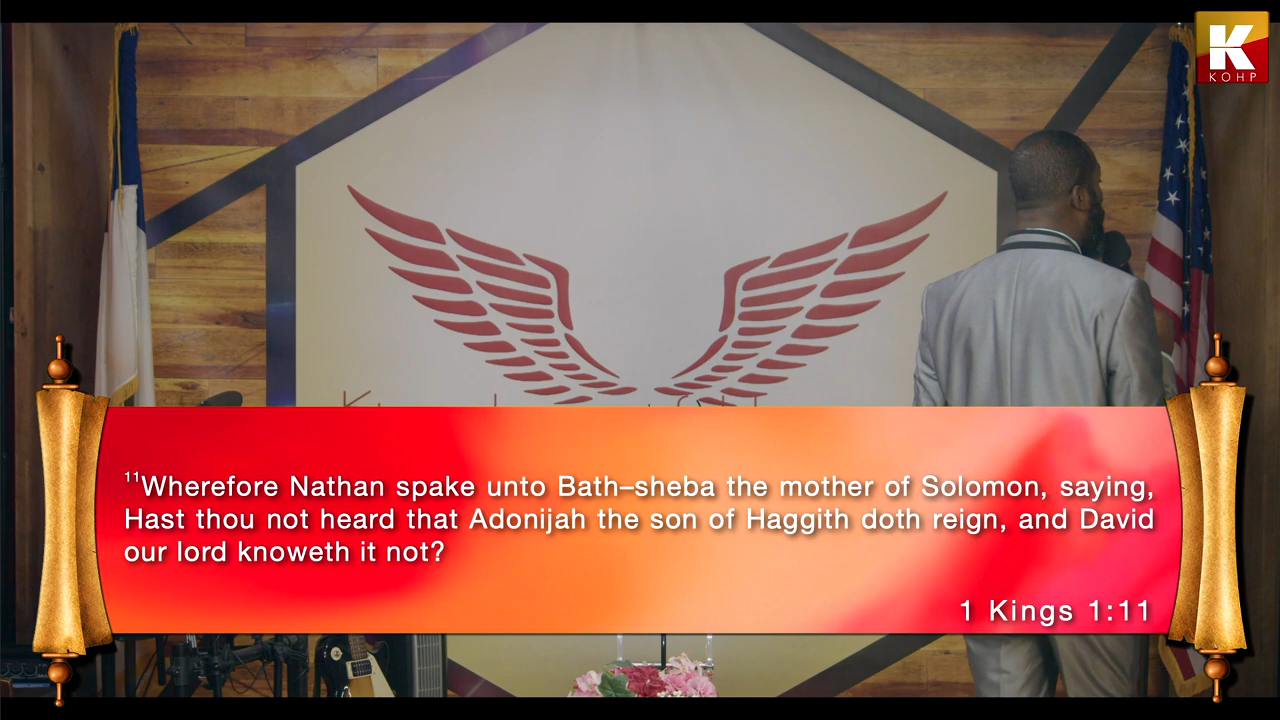 K
KOHP
¹¹Wherefore Nathan spake unto Bath–sheba the mother of Solomon, saying,
Hast thou not heard that Adonijah the son of Haggith doth reign, and David
our lord knoweth it not?
1 Kings 1:11